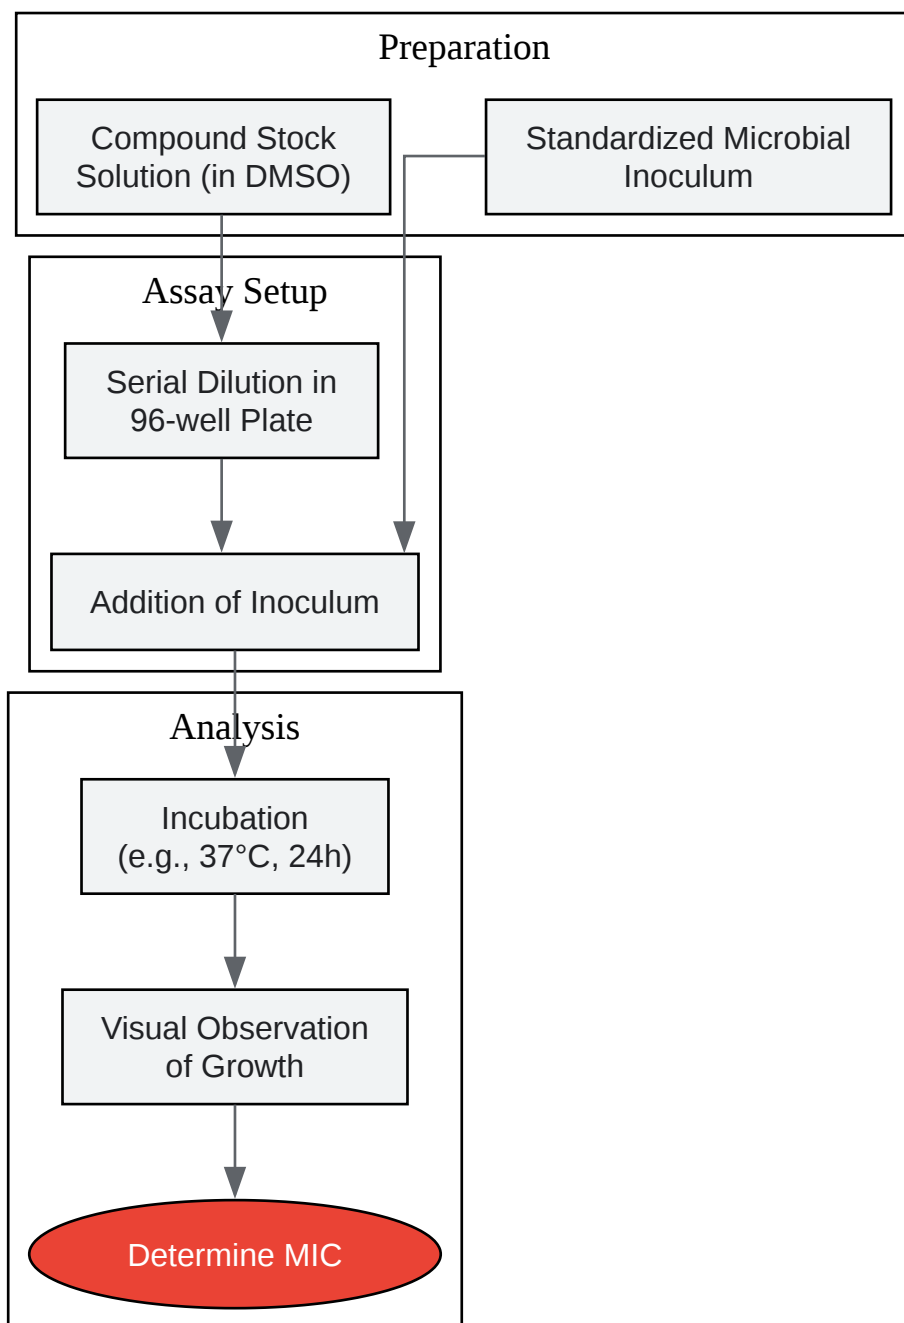 Preparation
Compound Stock
Solution (in DMSO)
Standardized Microbial
Inoculum
Assay Setup
Serial Dilution in
96-well Plate
Addition of Inoculum
Analysis
Incubation
(e.g., 37°C, 24h)
Visual Observation
of Growth
Determine MIC